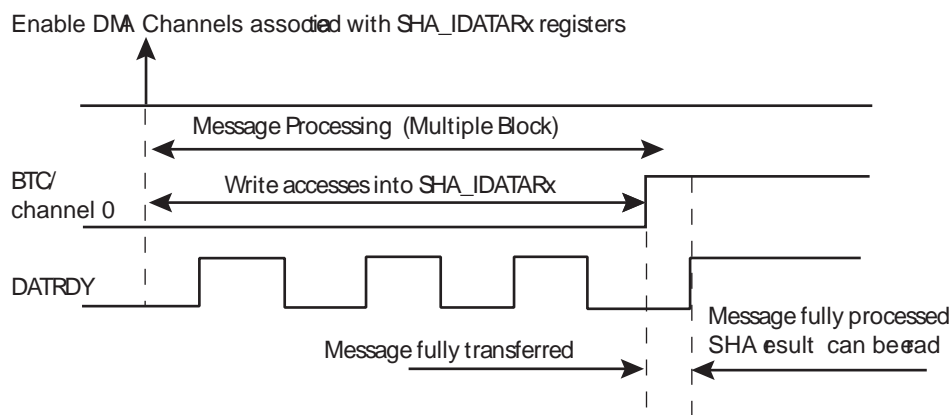 Enable DMA Channels associated with SHA_IDATARx registers
Message Processing (Multiple Block)
BTC/
channel 0
Write accesses into SHA_IDATARx
DATRDY
Message fully transferred
Message fully processed
SHA result can be read